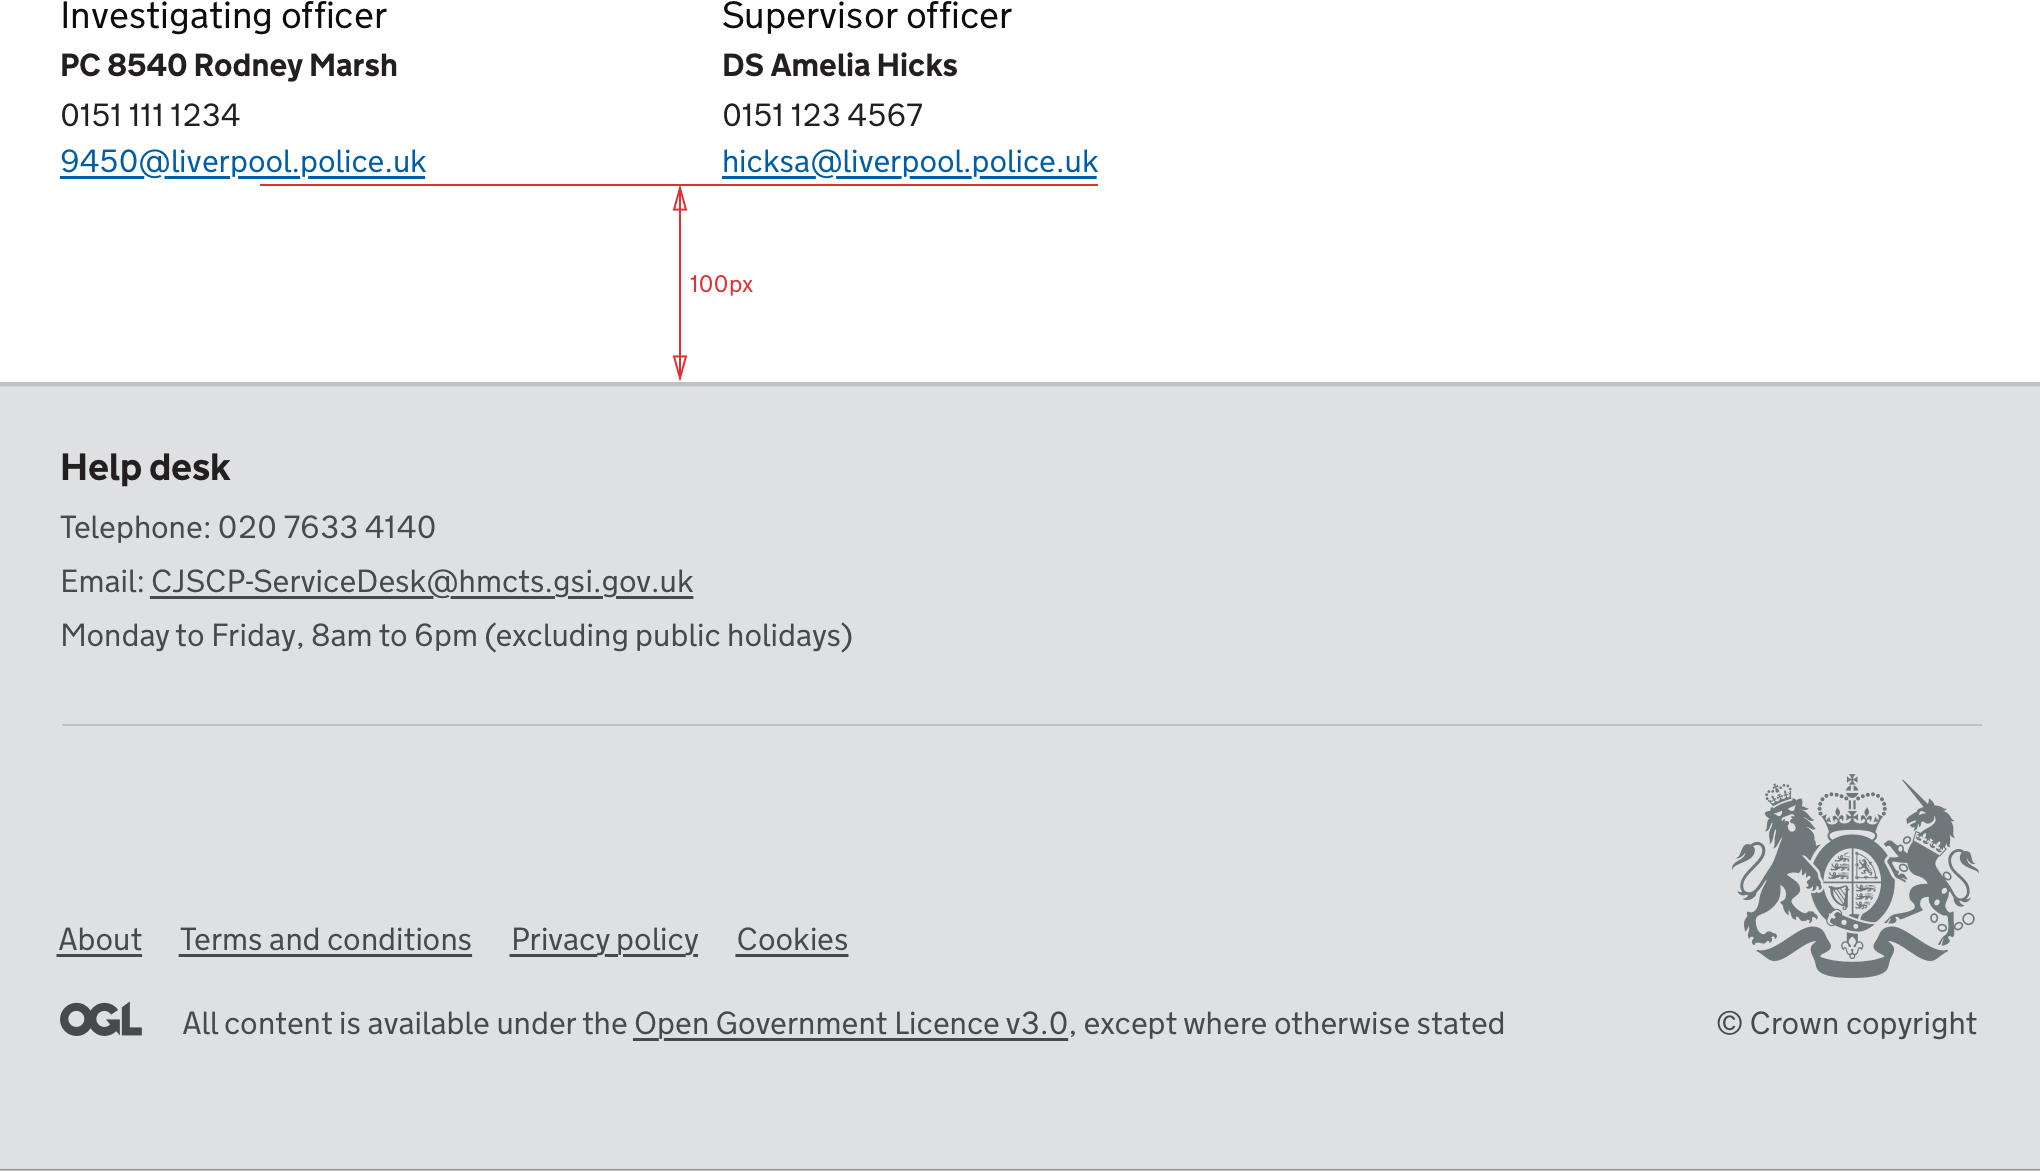 Investigating officer
PC 8540 Rodney Marsh
0151 111 1234
9450@liverpool.police.uk
Supervisor officer
DS Amelia Hicks
0151 123 4567
hicksa@liverpool.police.uk
100px
Help desk
Telephone: 020 7633 4140
Email: CJSCP-ServiceDesk@hmcts.gsi.gov.uk
Monday to Friday, 8am to 6pm (excluding public holidays)
About Terms and conditions Privacy policy Cookies
OGL All content is available under the Open Government Licence v3.0, except where otherwise stated
© Crown copyright